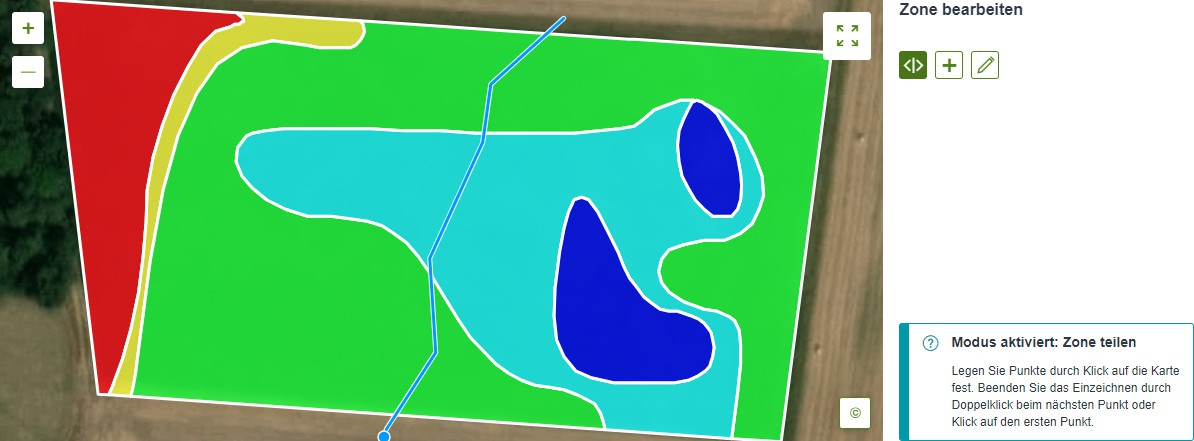 Zone bearbeiten
Modus aktiviert: Zone teilen
Legen Sie Punkte durch Klick auf die Karte
fest. Beenden Sie das Einzeichnen durch
Doppelklick beim nächsten Punkt oder
Klick auf den ersten Punkt.
©